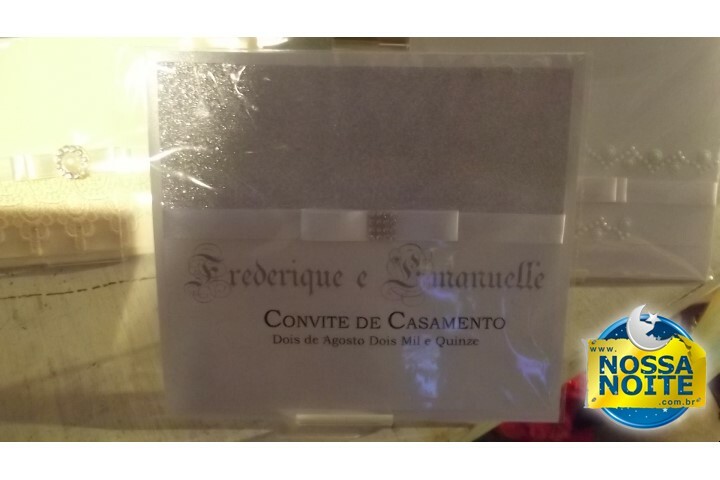 Frederique e Emanuelle
CONVITE DE CASAMENTO
Dois de Agosto Dois Mil e Quinze
www.
NOSSA
NOITE
.com.br